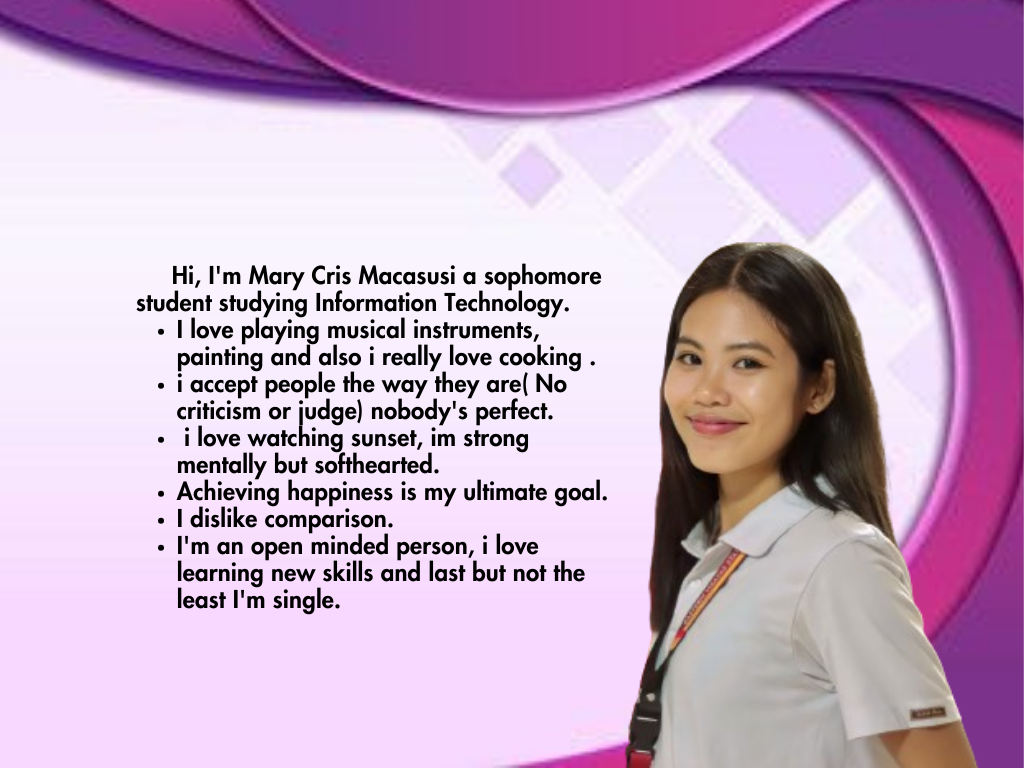 Hi, I'm Mary Cris Macasusi a sophomore
student studying Information Technology.
• I love playing musical instruments,
painting and also i really love cooking .
• i accept people the way they are( No
criticism or judge) nobody's perfect.
• i love watching sunset, im strong
mentally but softhearted.
• Achieving happiness is my ultimate goal.
• I dislike comparison.
• I'm an open minded person, i love
learning new skills and last but not the
least I'm single.